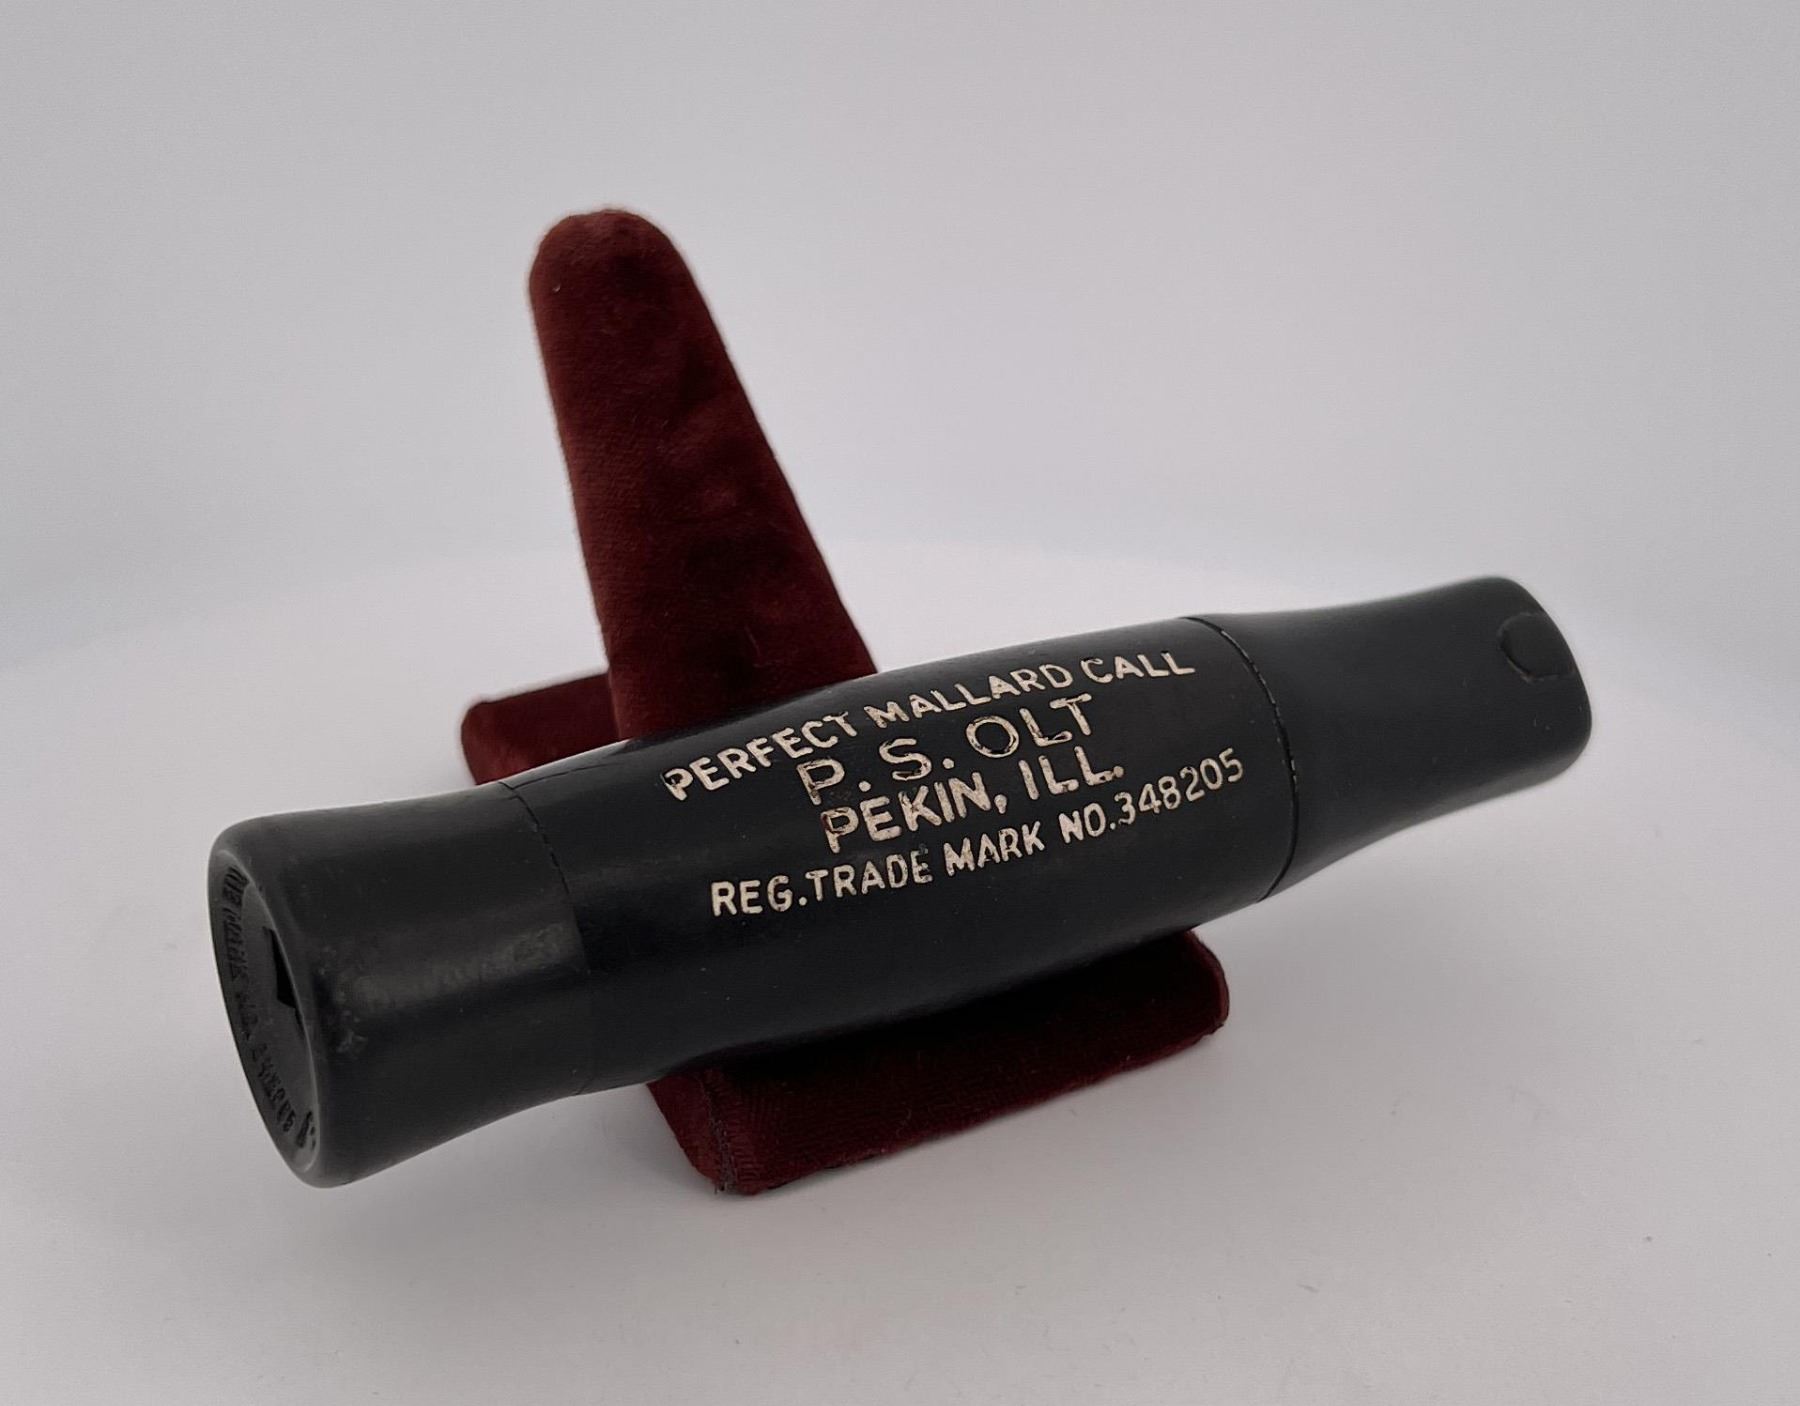 PERFECT MALLARD CALL
P. S. OLT
PEKIN, ILL.
REG. TRADE MARK NO. 348205